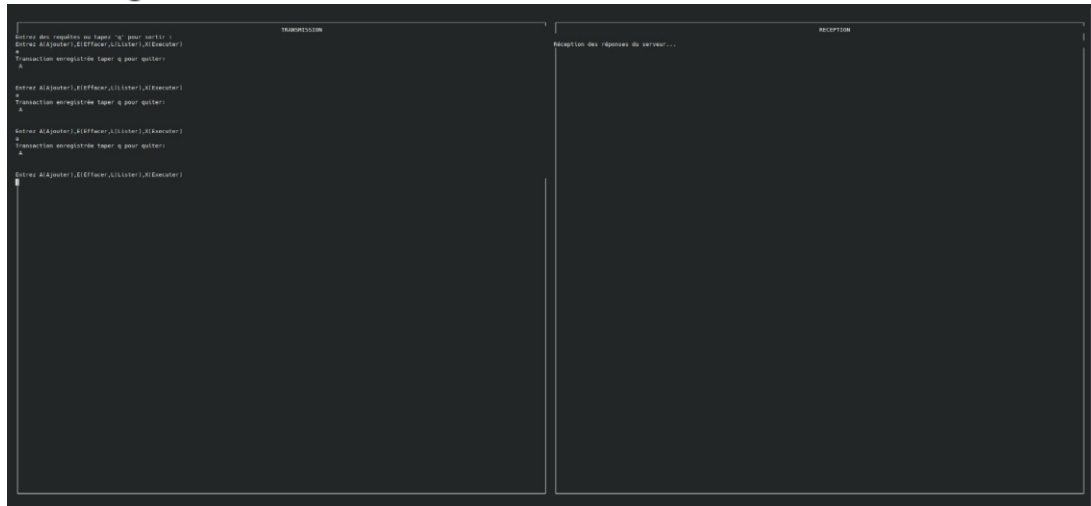 TRANSMISSION
Entrez des requêtes ou taper 'q' pour sortir :
Entrez A(Ajouter),E(Effacer,L(Lister),X(Executer)
a
Transaction enregistrée taper q pour quiter:
A
Entrez A(Ajouter),E(Effacer,L(Lister),X(Executer)
a
Transaction enregistrée taper q pour quiter:
A
Entrez A(Ajouter),E(Effacer,L(Lister),X(Executer)
a
Transaction enregistrée taper q pour quiter:
A
Entrez A(Ajouter),E(Effacer,L(Lister),X(Executer)
RECEPTION
Réception des réponses du serveur...